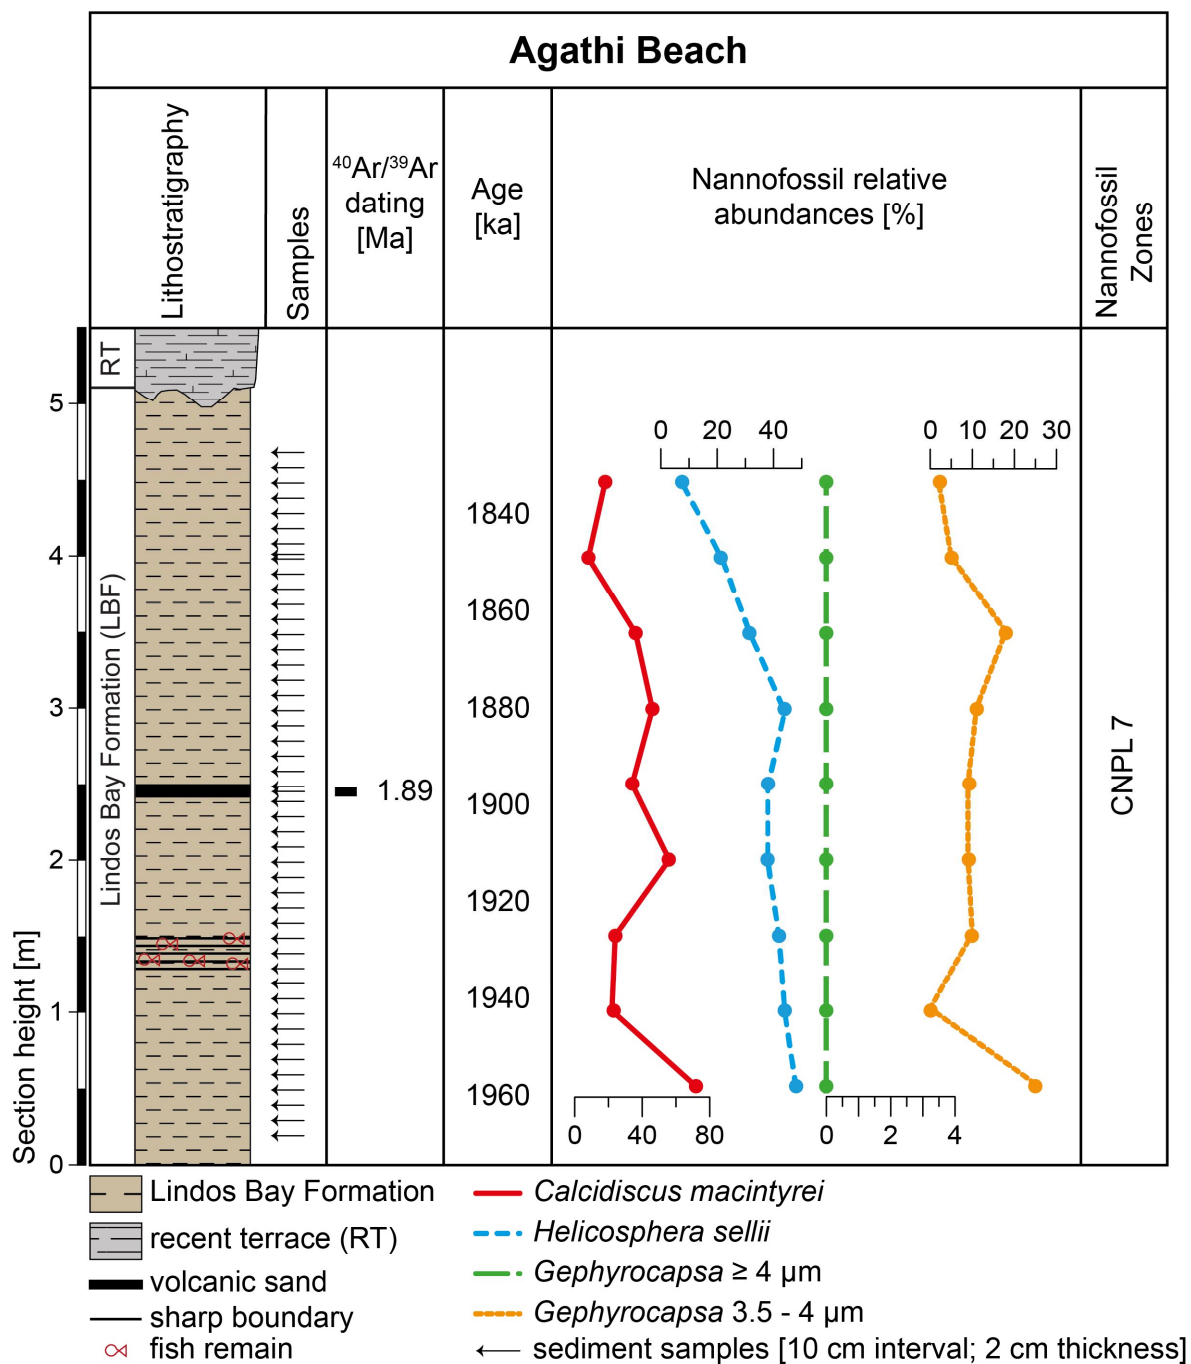 Agathi Beach
Lithostratigraphy
Samples
40Ar/39Ar
dating
[Ma]
Age
[ka]
Nannofossil relative
abundances [%]
Nannofossil
Zones
RT
Lindos Bay Formation (LBF)
Section height [m]
5
4
3
2
1
0
1.89
1840
1860
1880
1900
1920
1940
1960
0 20 40
0 10 20 30
0 40 80
0 2 4
CNPL 7
Lindos Bay Formation
recent terrace (RT)
volcanic sand
sharp boundary
fish remain
Calcidiscus macintyrei
Helicosphera sellii
Gephyrocapsa ≥ 4 µm
Gephyrocapsa 3.5 - 4 µm
sediment samples [10 cm interval; 2 cm thickness]